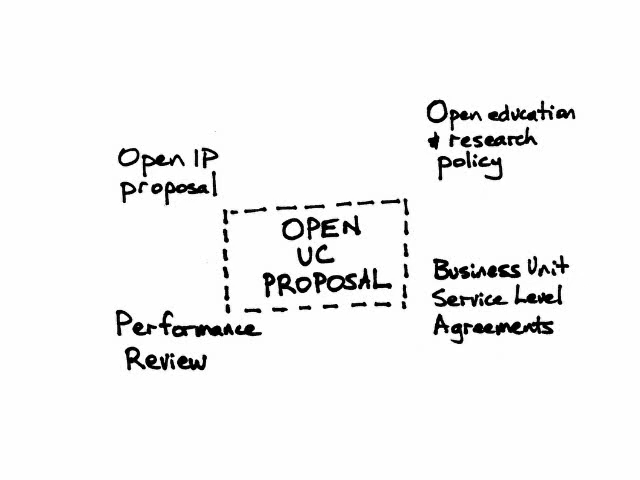 Open IP
proposal
Open education
& research
policy
OPEN
UC
PROPOSAL
Performance
Review
Business Unit
Service Level
Agreements